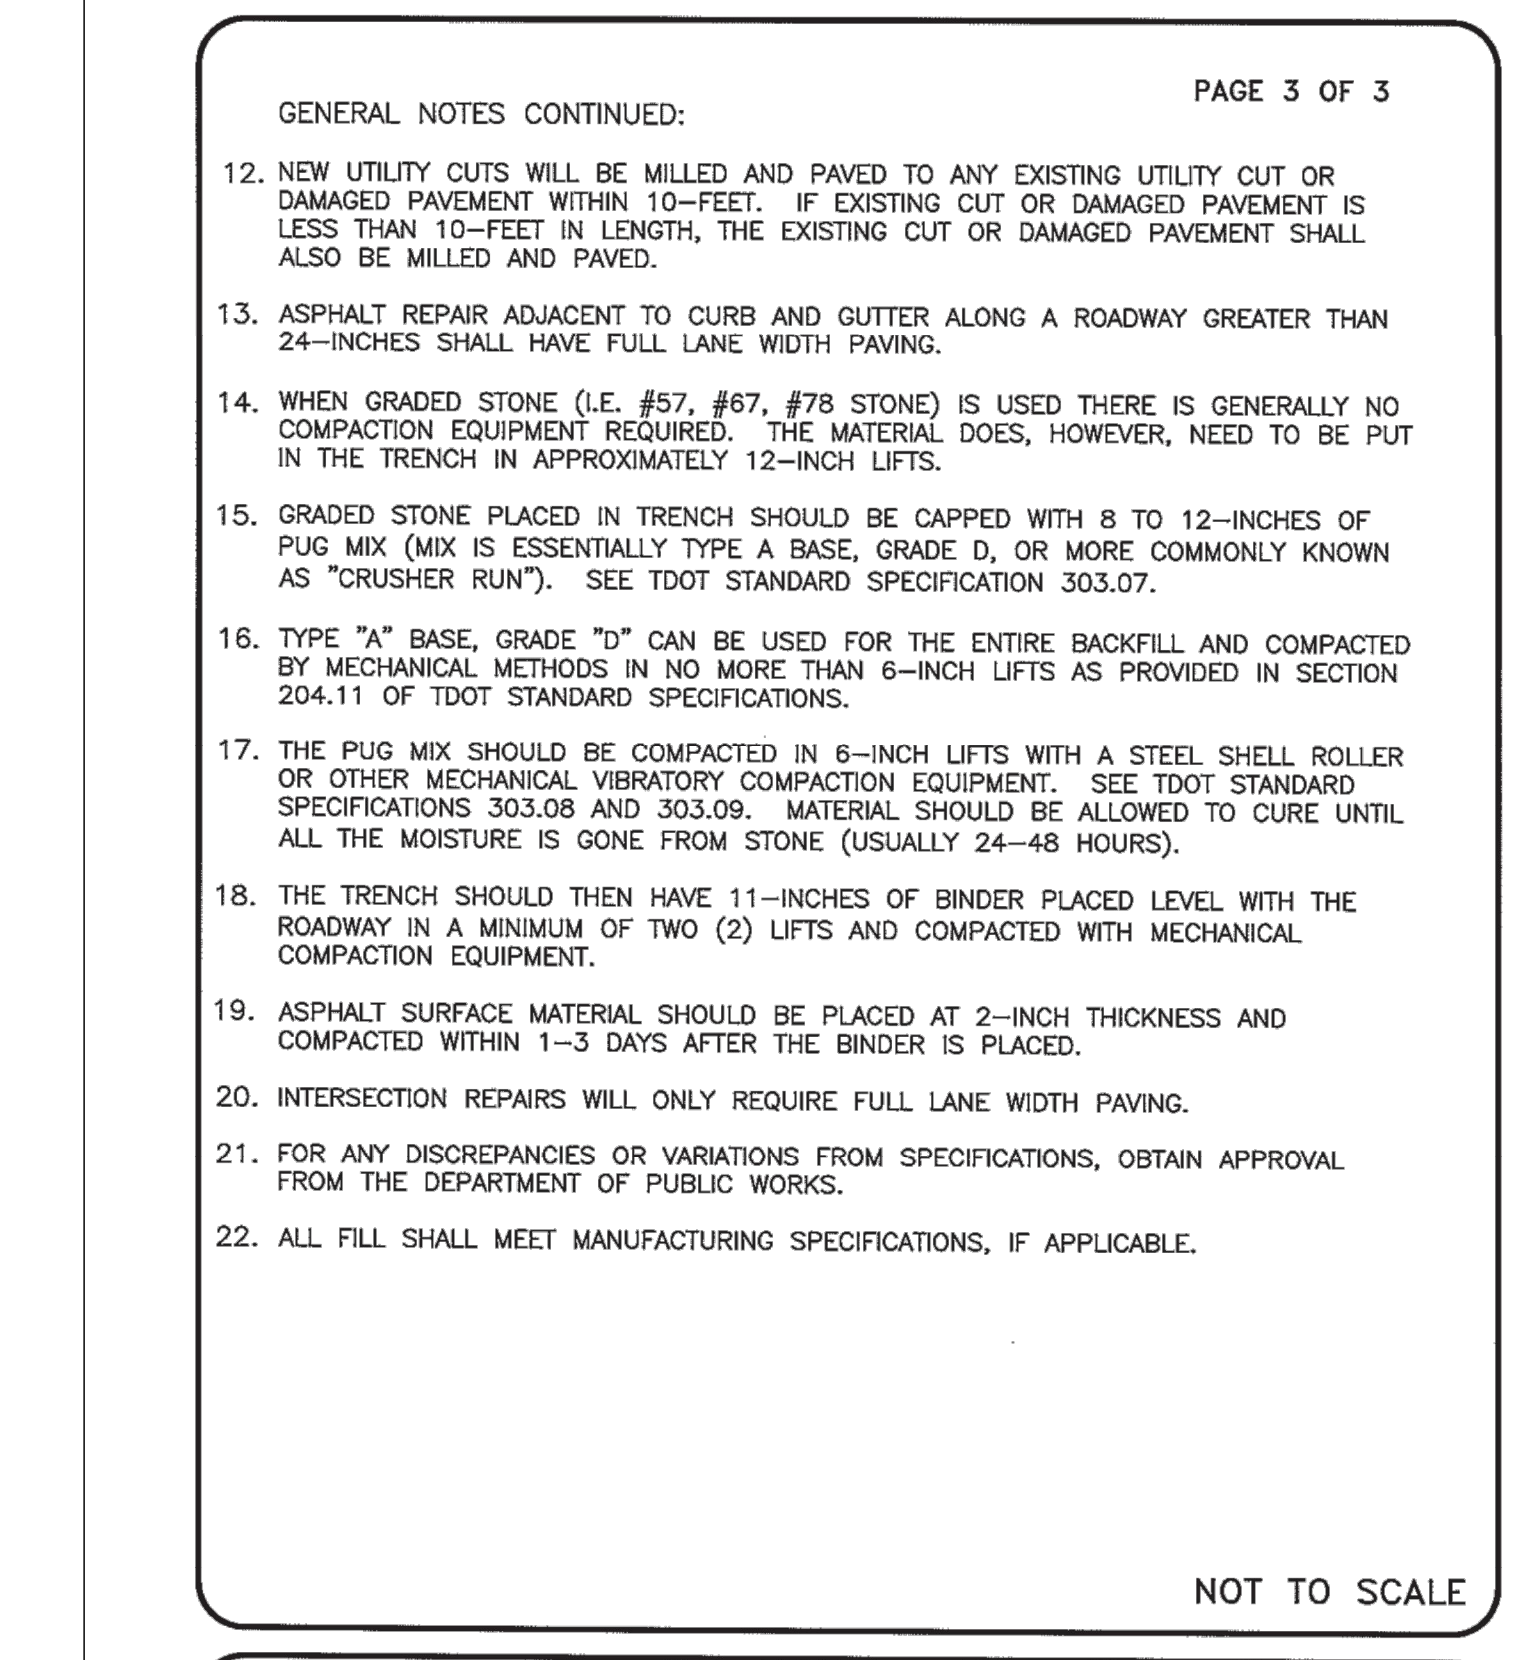 PAGE 3 OF 3
GENERAL NOTES CONTINUED:
12. NEW UTILITY CUTS WILL BE MILLED AND PAVED TO ANY EXISTING UTILITY CUT OR
DAMAGED PAVEMENT WITHIN 10-FEET. IF EXISTING CUT OR DAMAGED PAVEMENT IS
LESS THAN 10-FEET IN LENGTH, THE EXISTING CUT OR DAMAGED PAVEMENT SHALL
ALSO BE MILLED AND PAVED.
13. ASPHALT REPAIR ADJACENT TO CURB AND GUTTER ALONG A ROADWAY GREATER THAN
24-INCHES SHALL HAVE FULL LANE WIDTH PAVING.
14. WHEN GRADED STONE (I.E. #57, #67, #78 STONE) IS USED THERE IS GENERALLY NO
COMPACTION EQUIPMENT REQUIRED. THE MATERIAL DOES, HOWEVER, NEED TO BE PUT
IN THE TRENCH IN APPROXIMATELY 12-INCH LIFTS.
15. GRADED STONE PLACED IN TRENCH SHOULD BE CAPPED WITH 8 TO 12-INCHES OF
PUG MIX (MIX IS ESSENTIALLY TYPE A BASE, GRADE D, OR MORE COMMONLY KNOWN
AS "CRUSHER RUN"). SEE TDOT STANDARD SPECIFICATION 303.07.
16. TYPE "A" BASE, GRADE "D" CAN BE USED FOR THE ENTIRE BACKFILL AND COMPACTED
BY MECHANICAL METHODS IN NO MORE THAN 6-INCH LIFTS AS PROVIDED IN SECTION
204.11 OF TDOT STANDARD SPECIFICATIONS.
17. THE PUG MIX SHOULD BE COMPACTED IN 6-INCH LIFTS WITH A STEEL SHELL ROLLER
OR OTHER MECHANICAL VIBRATORY COMPACTION EQUIPMENT. SEE TDOT STANDARD
SPECIFICATIONS 303.08 AND 303.09. MATERIAL SHOULD BE ALLOWED TO CURE UNTIL
ALL THE MOISTURE IS GONE FROM STONE (USUALLY 24-48 HOURS).
18. THE TRENCH SHOULD THEN HAVE 11-INCHES OF BINDER PLACED LEVEL WITH THE
ROADWAY IN A MINIMUM OF TWO (2) LIFTS AND COMPACTED WITH MECHANICAL
COMPACTION EQUIPMENT.
19. ASPHALT SURFACE MATERIAL SHOULD BE PLACED AT 2-INCH THICKNESS AND
COMPACTED WITHIN 1-3 DAYS AFTER THE BINDER IS PLACED.
20. INTERSECTION REPAIRS WILL ONLY REQUIRE FULL LANE WIDTH PAVING.
21. FOR ANY DISCREPANCIES OR VARIATIONS FROM SPECIFICATIONS, OBTAIN APPROVAL
FROM THE DEPARTMENT OF PUBLIC WORKS.
22. ALL FILL SHALL MEET MANUFACTURING SPECIFICATIONS, IF APPLICABLE.
NOT TO SCALE